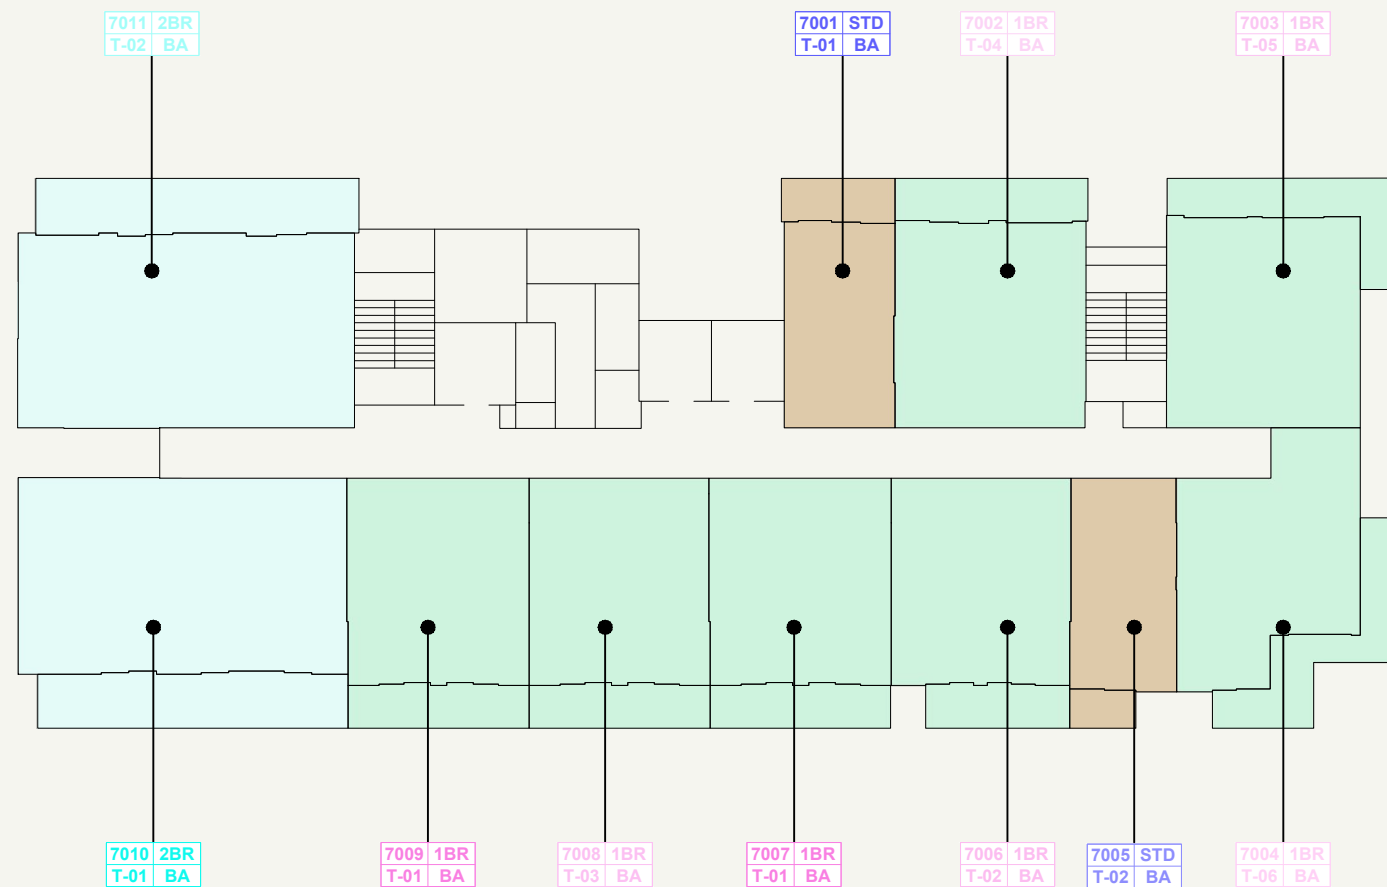 7011 2BR
T-02 BA
7001 STD
T-01 BA
7002 1BR
T-04 BA
7003 1BR
T-05 BA
7010 2BR
T-01 BA
7009 1BR
T-01 BA
7008 1BR
T-03 BA
7007 1BR
T-01 BA
7006 1BR
T-02 BA
7005 STD
T-02 BA
7004 1BR
T-06 BA